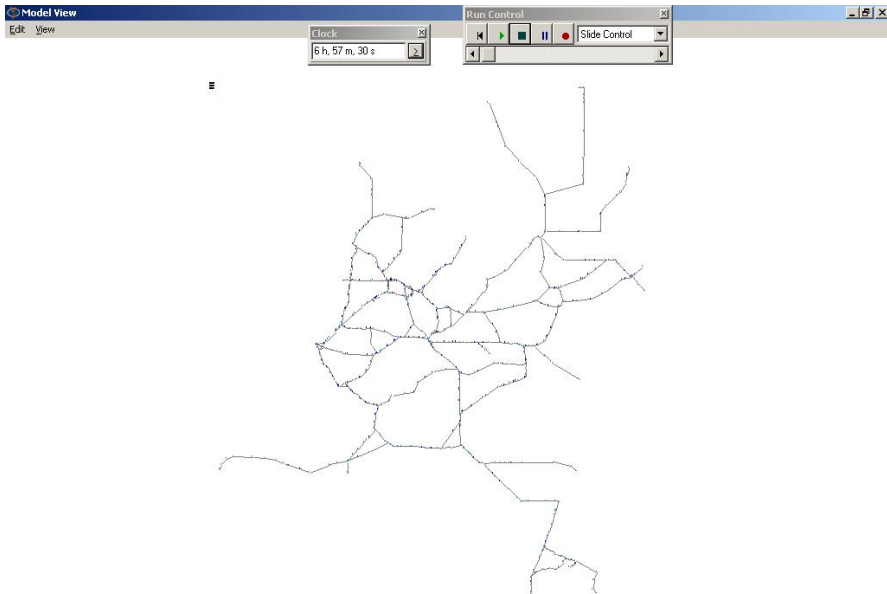 Model View
Edit View
Clock
6 h, 57 m, 30 s
>
Run Control
Slide Control